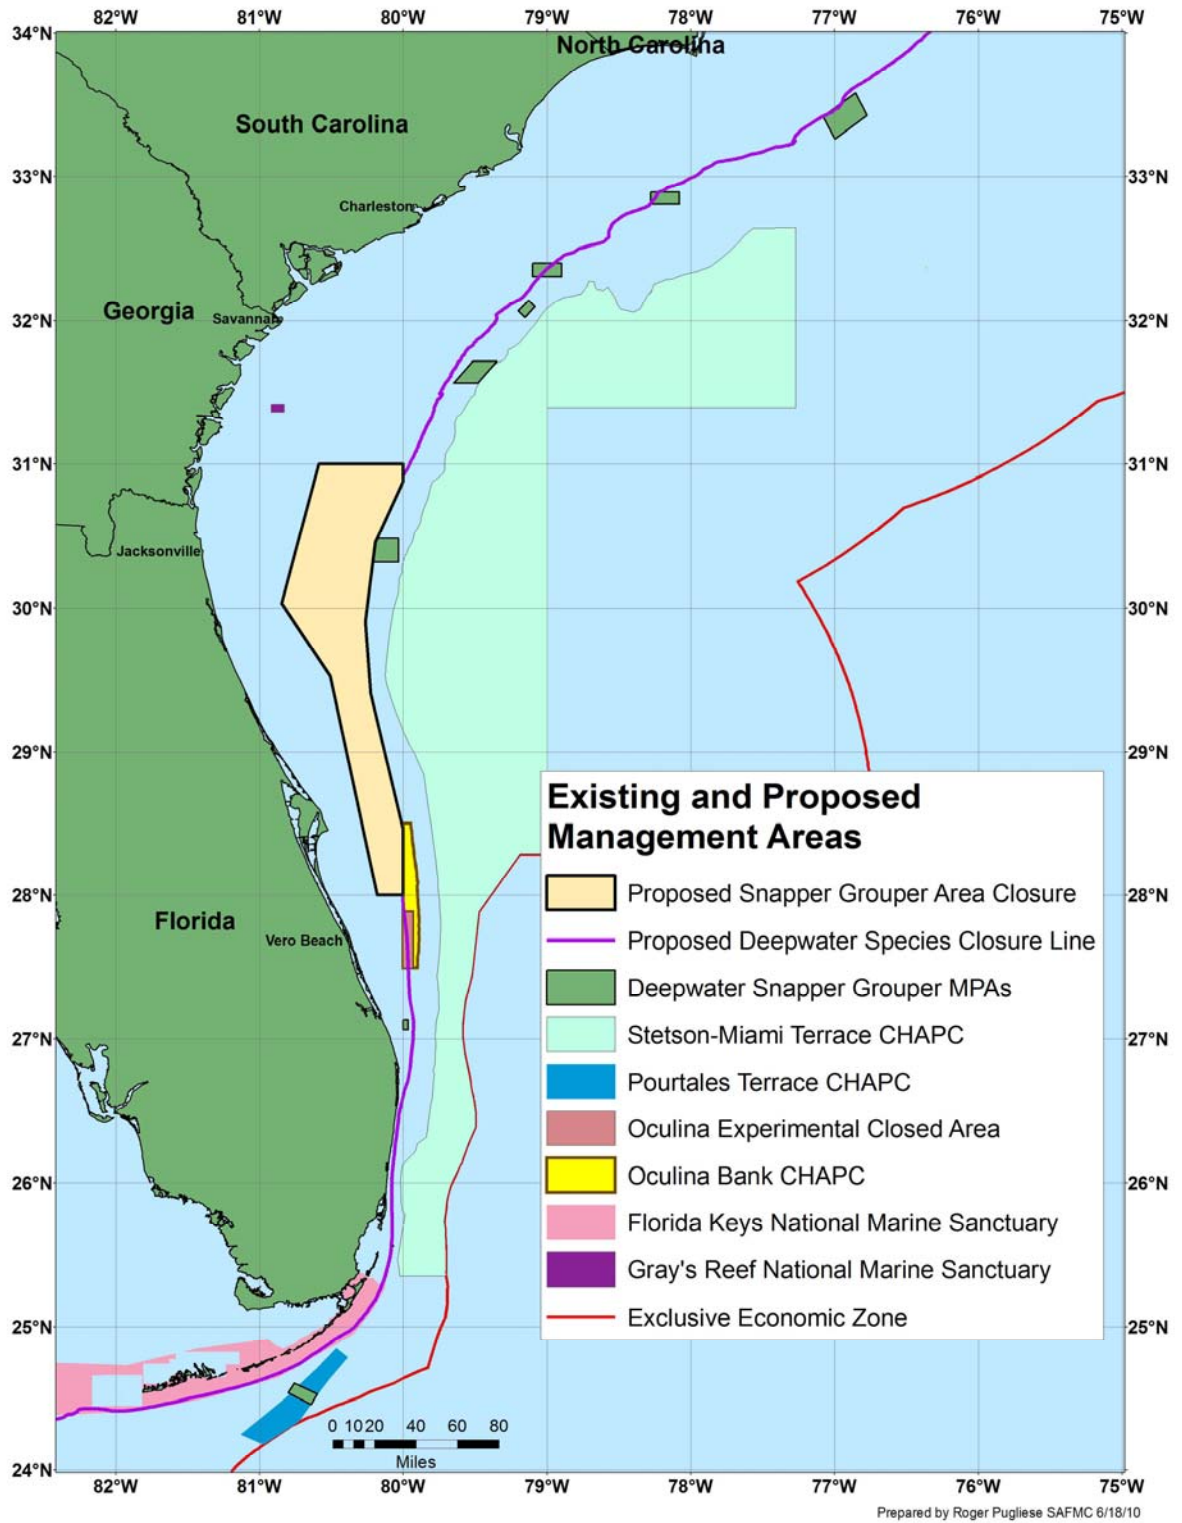 82°W 81°W 80°W 79°W 78°W 77°W 76°W 75°W
34°N
34°N
North Carolina
South Carolina
33°N
33°N
Charleston
Georgia
Savannah
32°N
32°N
31°N
31°N
Jacksonville
30°N
30°N
29°N
29°N
Existing and Proposed
Management Areas
Proposed Snapper Grouper Area Closure
28°N
28°N
Florida
Vero Beach
Proposed Deepwater Species Closure Line
Deepwater Snapper Grouper MPAs
27°N
27°N
Stetson-Miami Terrace CHAPC
Pourtales Terrace CHAPC
Oculina Experimental Closed Area
26°N
26°N
Oculina Bank CHAPC
Florida Keys National Marine Sanctuary
Gray's Reef National Marine Sanctuary
Exclusive Economic Zone
25°N
25°N
0 10 20 40 60 80
Miles
24°N
24°N
82°W 81°W 80°W 79°W 78°W 77°W 76°W 75°W
Prepared by Roger Pugliese SAFMC 6/18/10